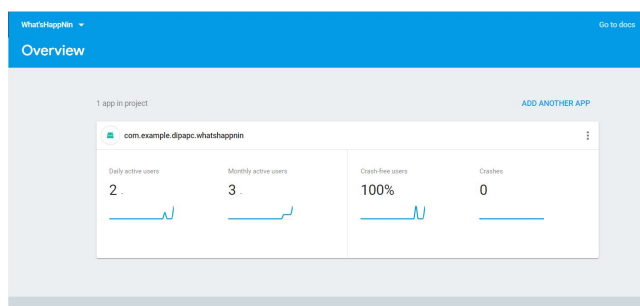 What'sHappNin
Go to docs
Overview
1 app in project
ADD ANOTHER APP
com.example.dipapc.whatshappnin
Daily active users
Monthly active users
Crash-free users
Crashes
2
3
100%
0